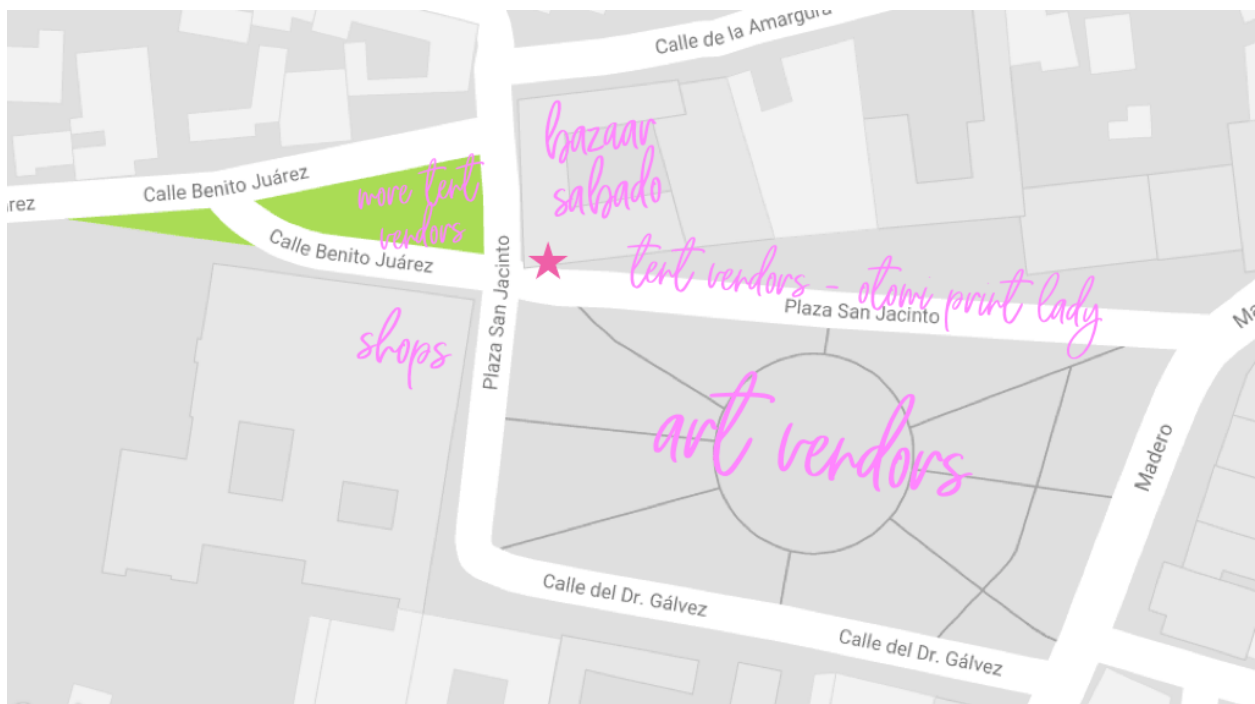 Calle de la Amargura
bazaar
sabado
Calle Benito Juárez
more tent
vendors
rez
Calle Benito Juárez
Plaza San Jacinto
tent vendors - otomi print lady
Plaza San Jacinto
Ma
shops
art vendors
Madero
Calle del Dr. Gálvez
Calle del Dr. Gálvez